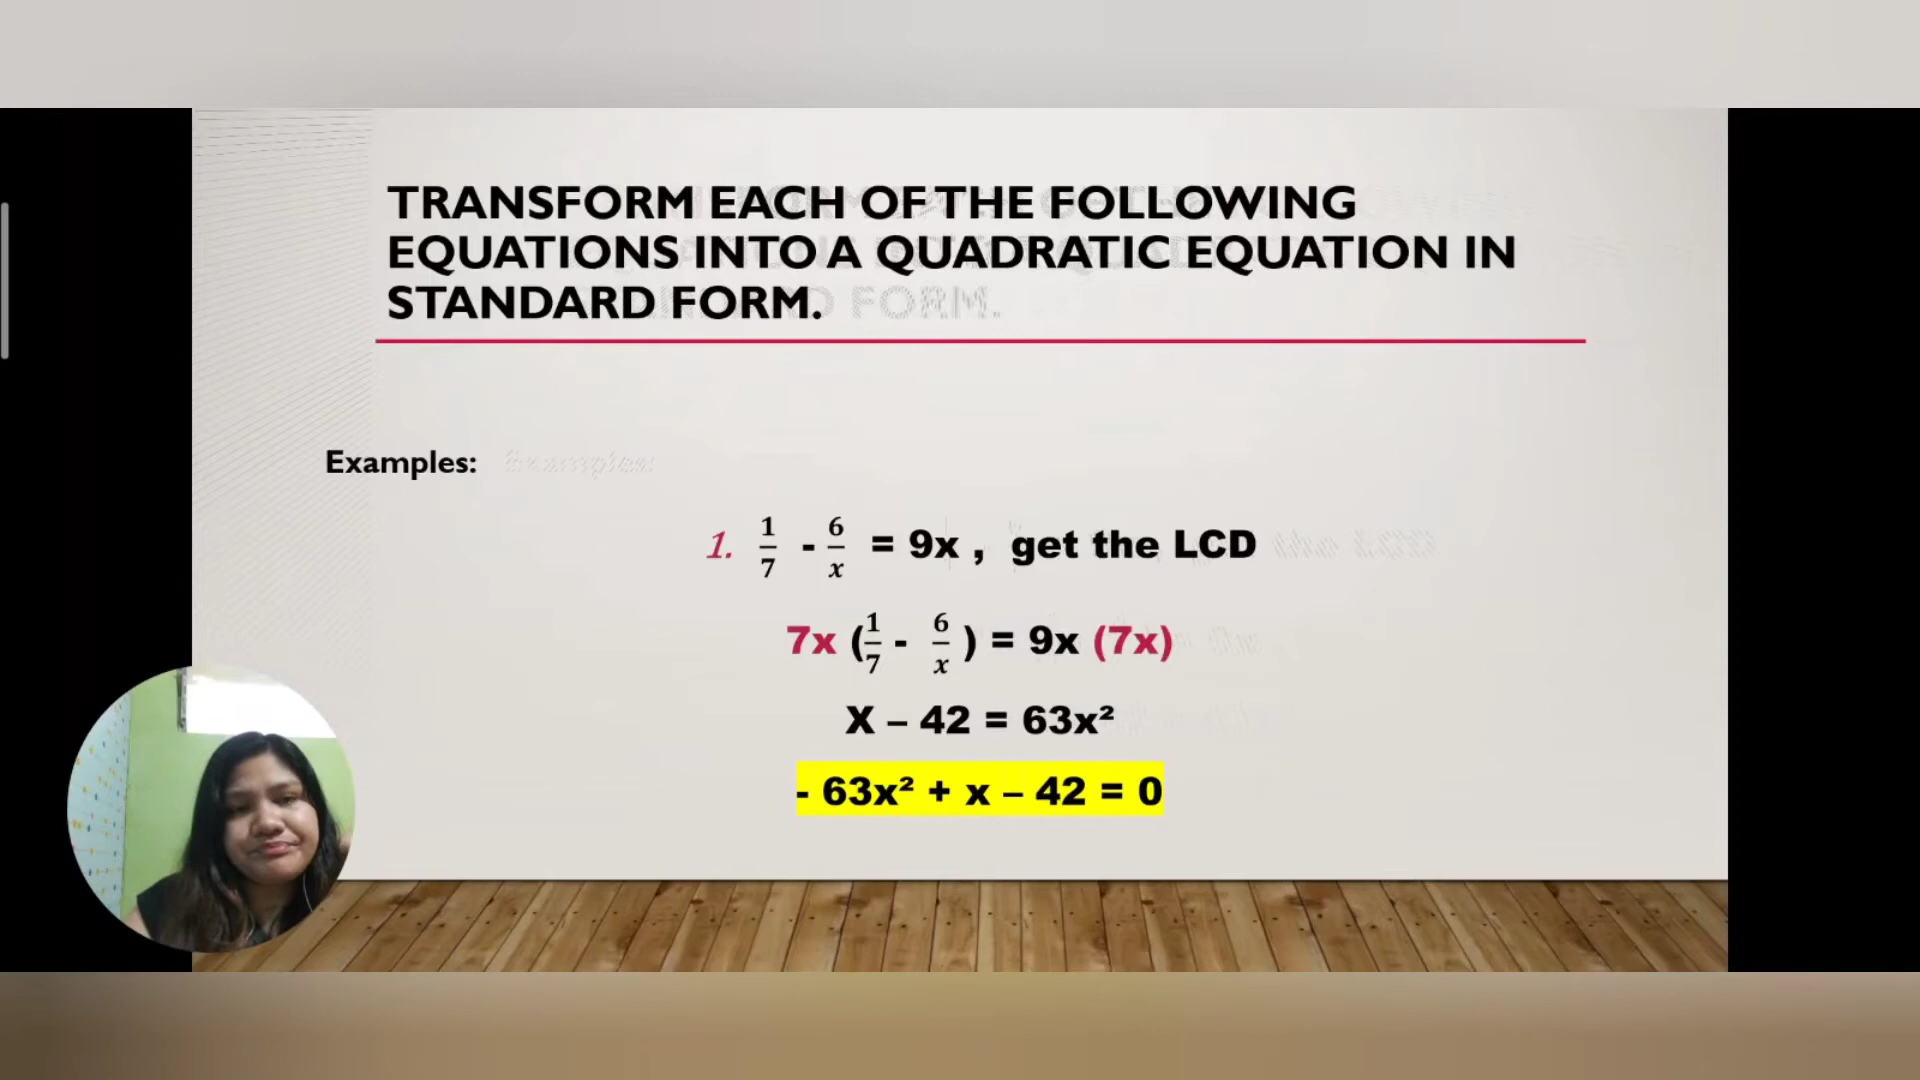 TRANSFORM EACH OF THE FOLLOWING
EQUATIONS INTO A QUADRATIC EQUATION IN
STANDARD FORM.
Examples:
1. 1/7 - 6/x = 9x , get the LCD
7x (1/7 - 6/x ) = 9x (7x)
X – 42 = 63x²
- 63x² + x – 42 = 0